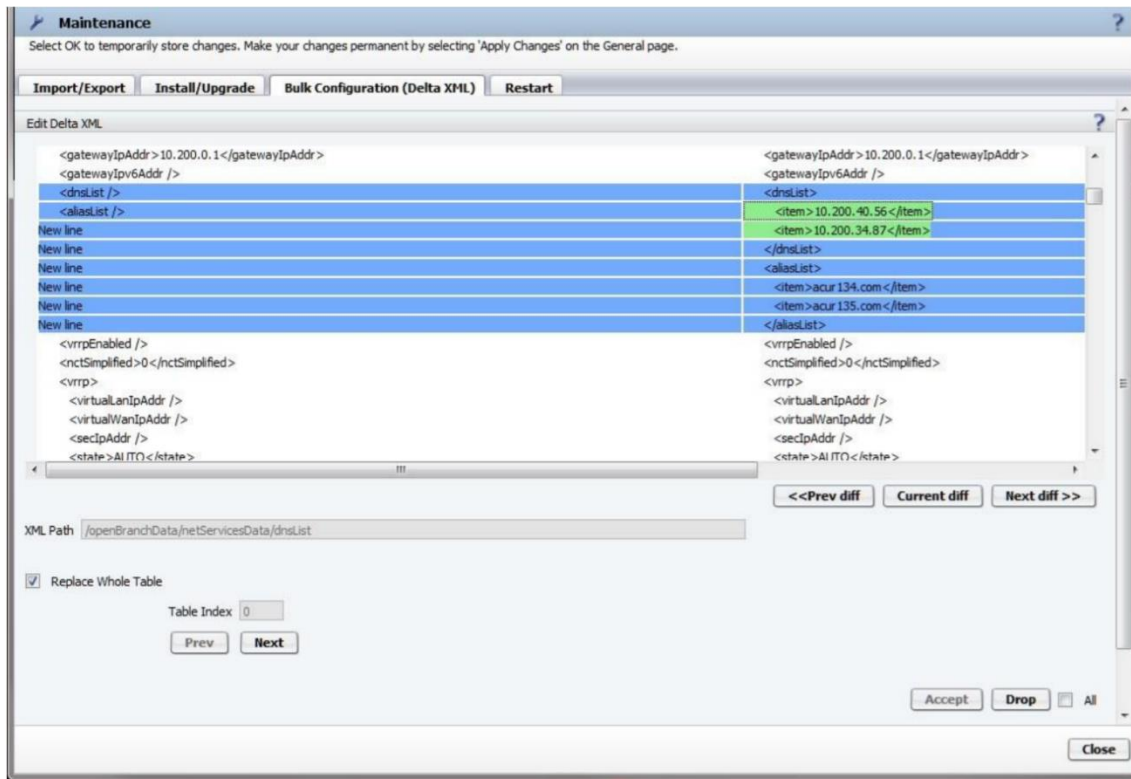 Maintenance ?
Select OK to temporarily store changes. Make your changes permanent by selecting 'Apply Changes' on the General page.
Import/Export Install/Upgrade Bulk Configuration (Delta XML) Restart
Edit Delta XML ?
<gatewayIpAddr>10.200.0.1</gatewayIpAddr> <gatewayIpAddr>10.200.0.1</gatewayIpAddr>
<gatewayIpv6Addr /> <gatewayIpv6Addr />
<dnsList /> <dnsList>
<aliasList /> <item>10.200.40.56</item>
New line <item>10.200.34.87</item>
New line </dnsList>
New line <aliasList>
New line <item>acur134.com</item>
New line <item>acur135.com</item>
New line </aliasList>
<vrrpEnabled /> <vrrpEnabled />
<nctSimplified>0</nctSimplified> <nctSimplified>0</nctSimplified>
<vrrp> <vrrp>
<virtualLanIpAddr /> <virtualLanIpAddr />
<virtualWanIpAddr /> <virtualWanIpAddr />
<secIpAddr /> <secIpAddr />
<state>AUTO</state> <state>AUTO</state>
<<Prev diff Current diff Next diff >>
XML Path /openBranchData/netServicesData/dnsList
Replace Whole Table
Table Index 0
Prev Next
Accept Drop All
Close